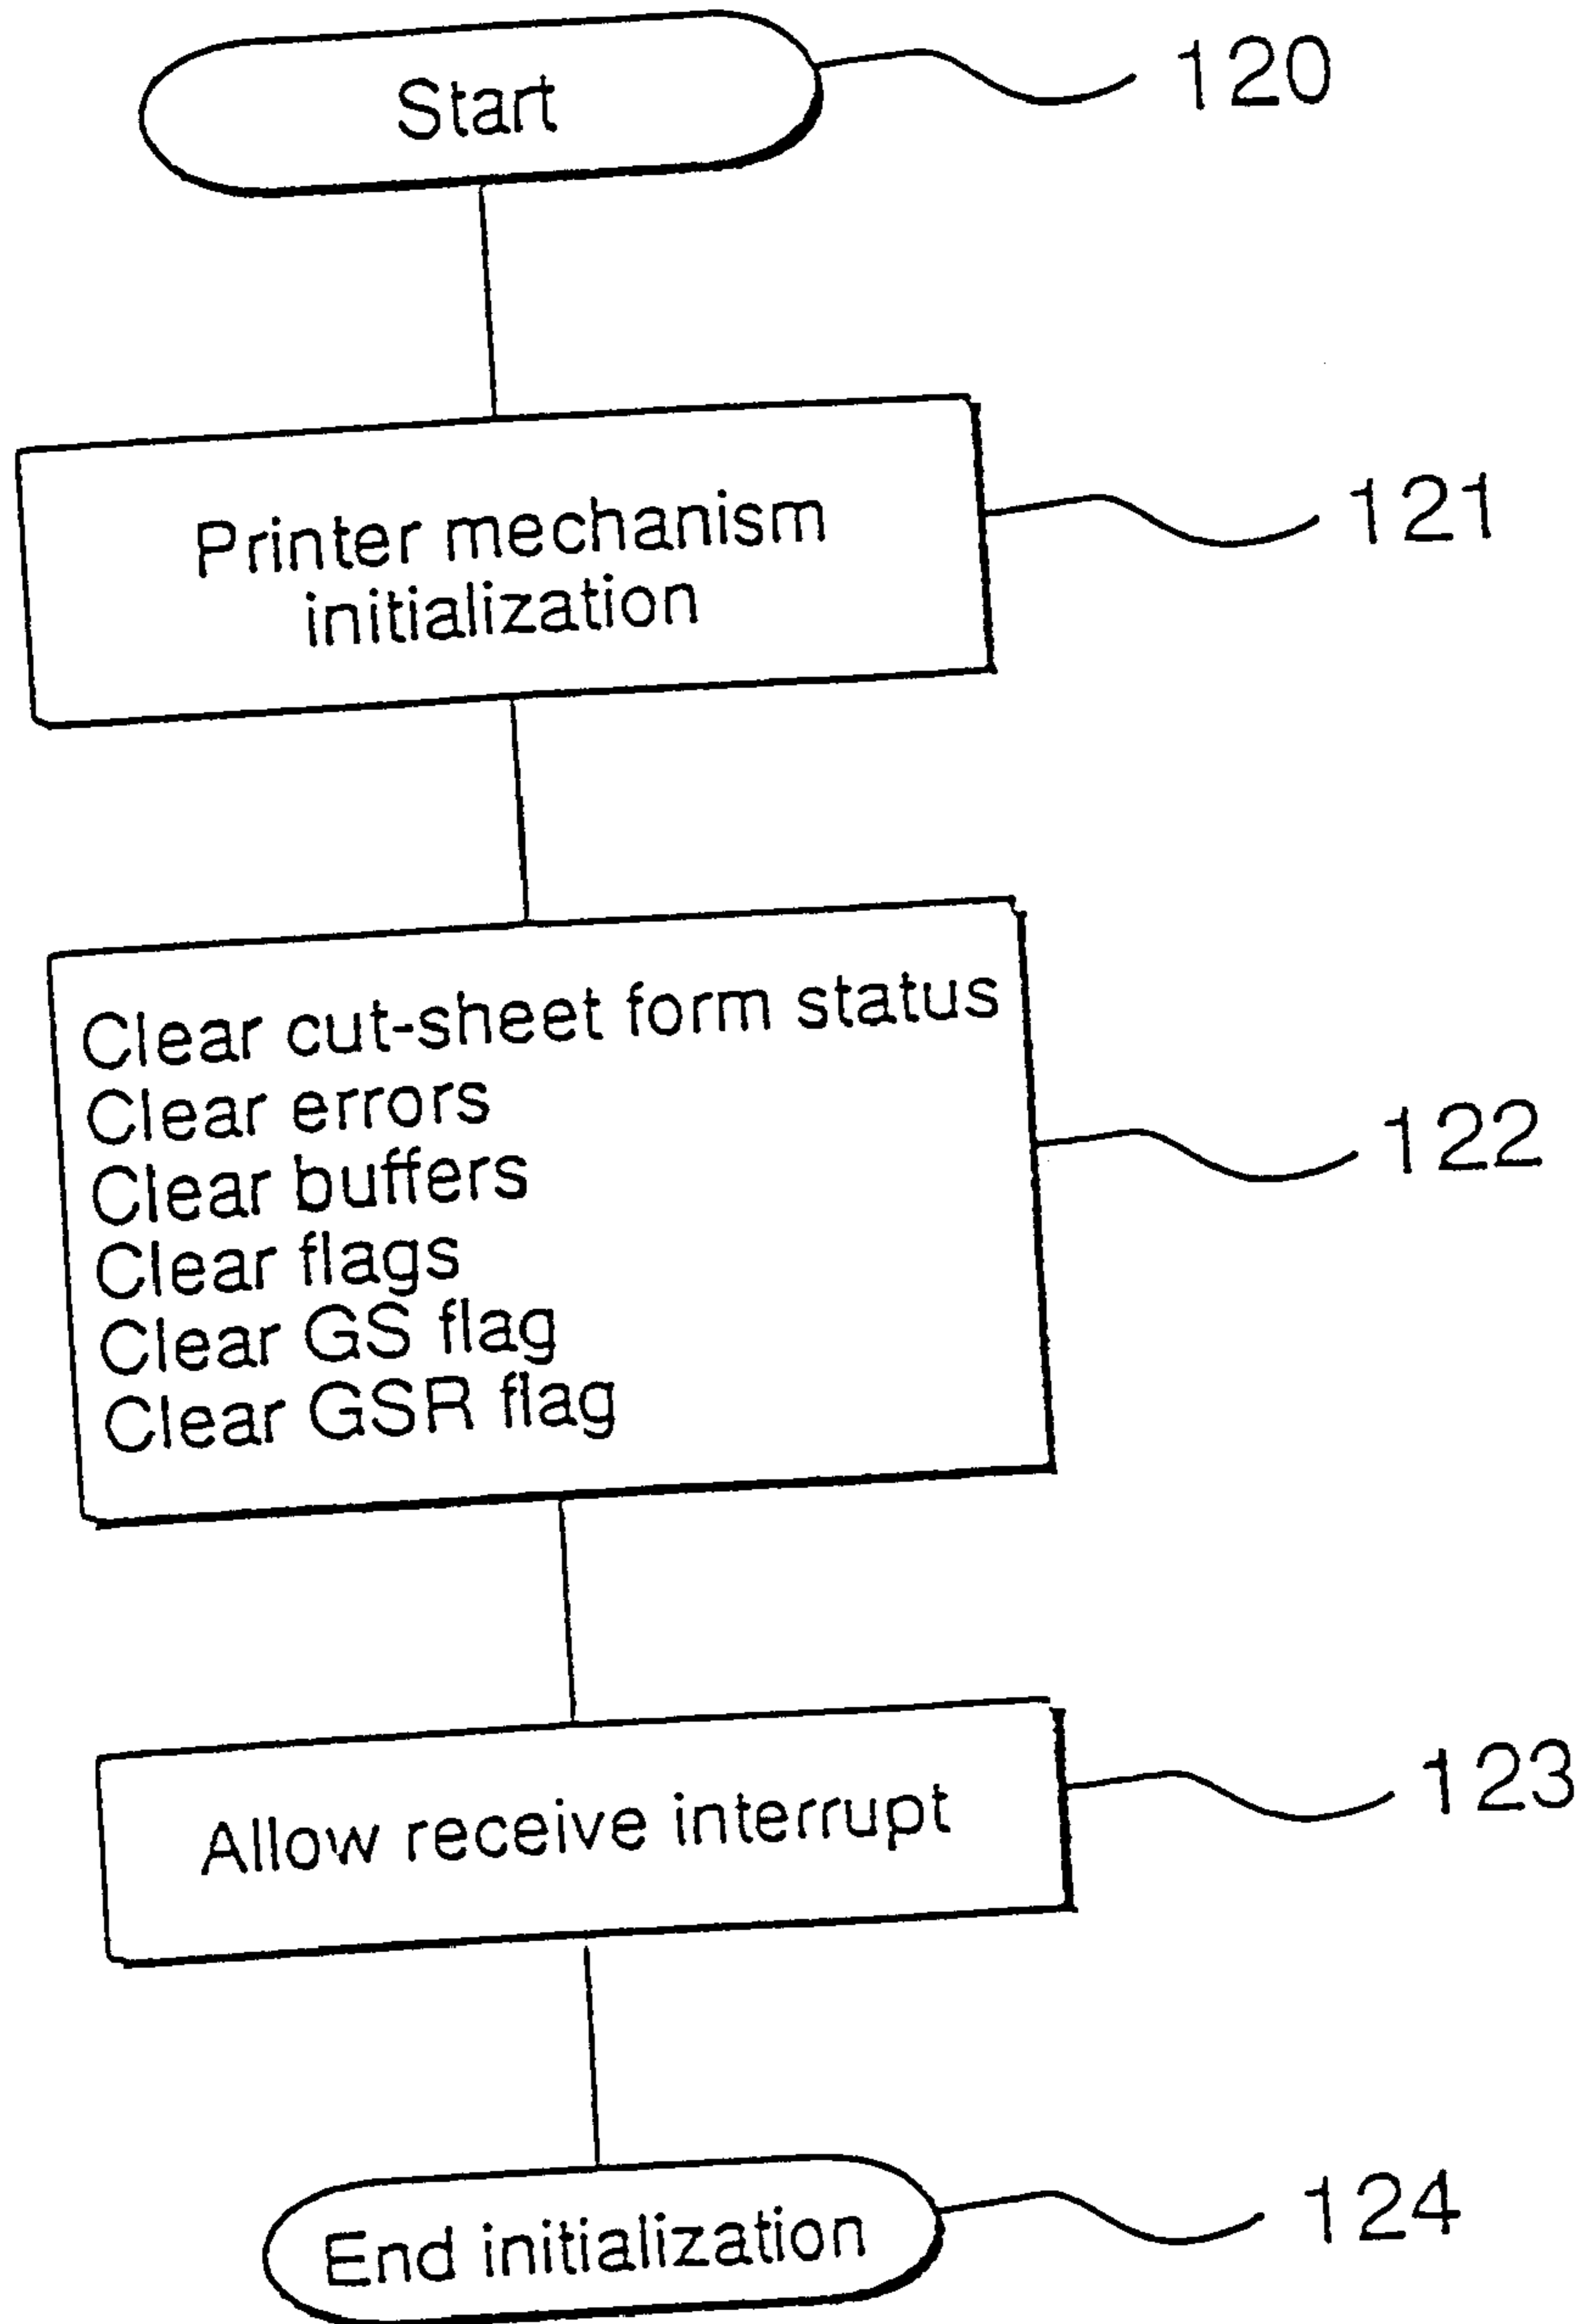 Start
120
Printer mechanism
initialization
121
Clear cut-sheet form status
Clear errors
Clear buffers
Clear flags
Clear GS flag
Clear GSR flag
122
Allow receive interrupt
123
End initialization
124